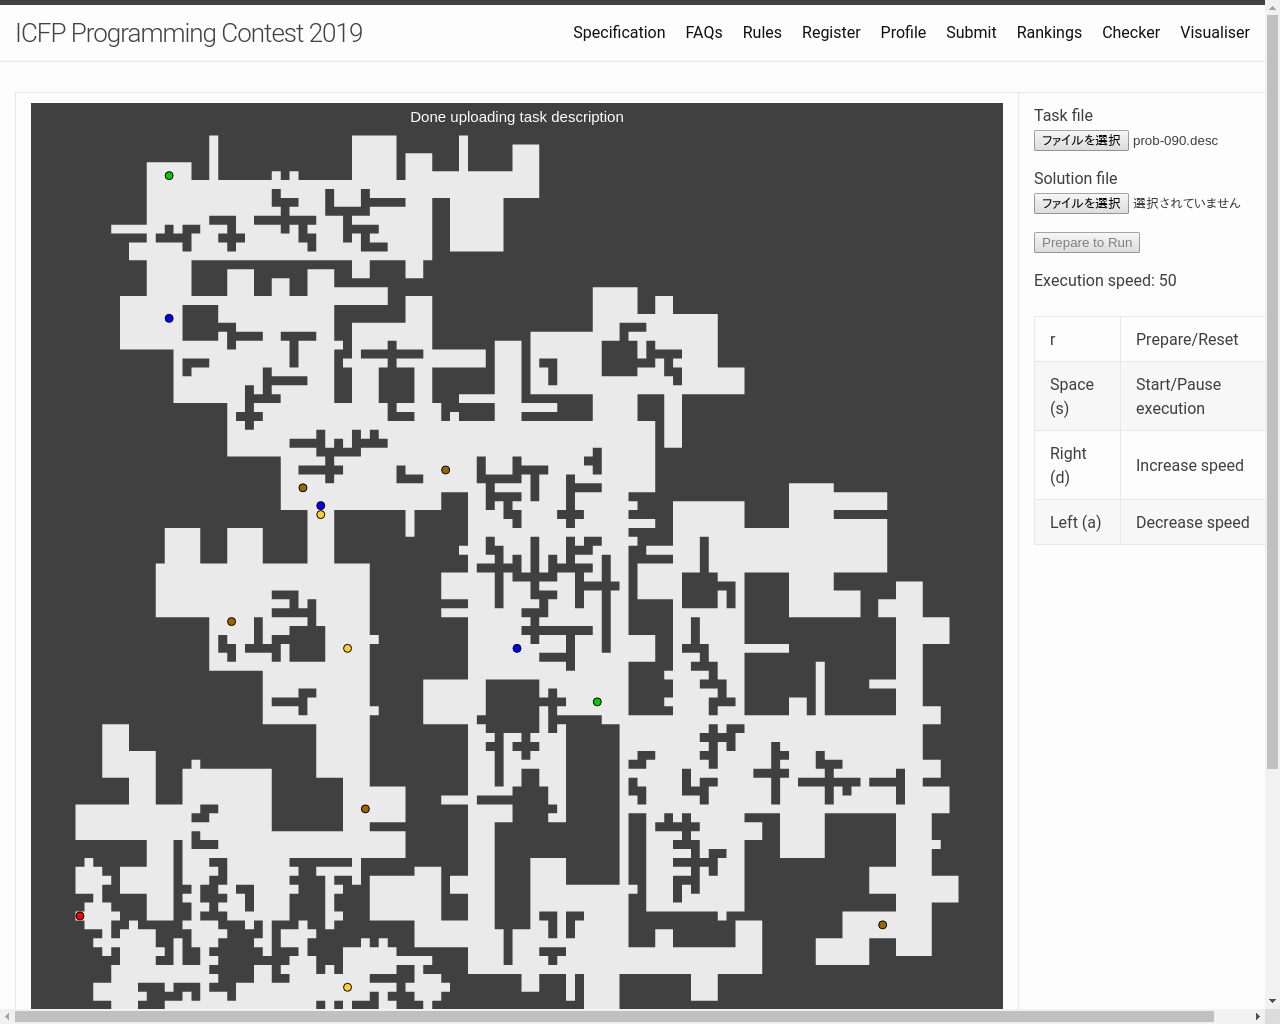 ICFP Programming Contest 2019
Specification FAQs Rules Register Profile Submit Rankings Checker Visualiser
Done uploading task description
Task file
ファイルを選択 prob-090.desc
Solution file
ファイルを選択 選択されていません
Prepare to Run
Execution speed: 50
r Prepare/Reset
Space (s) Start/Pause execution
Right (d) Increase speed
Left (a) Decrease speed